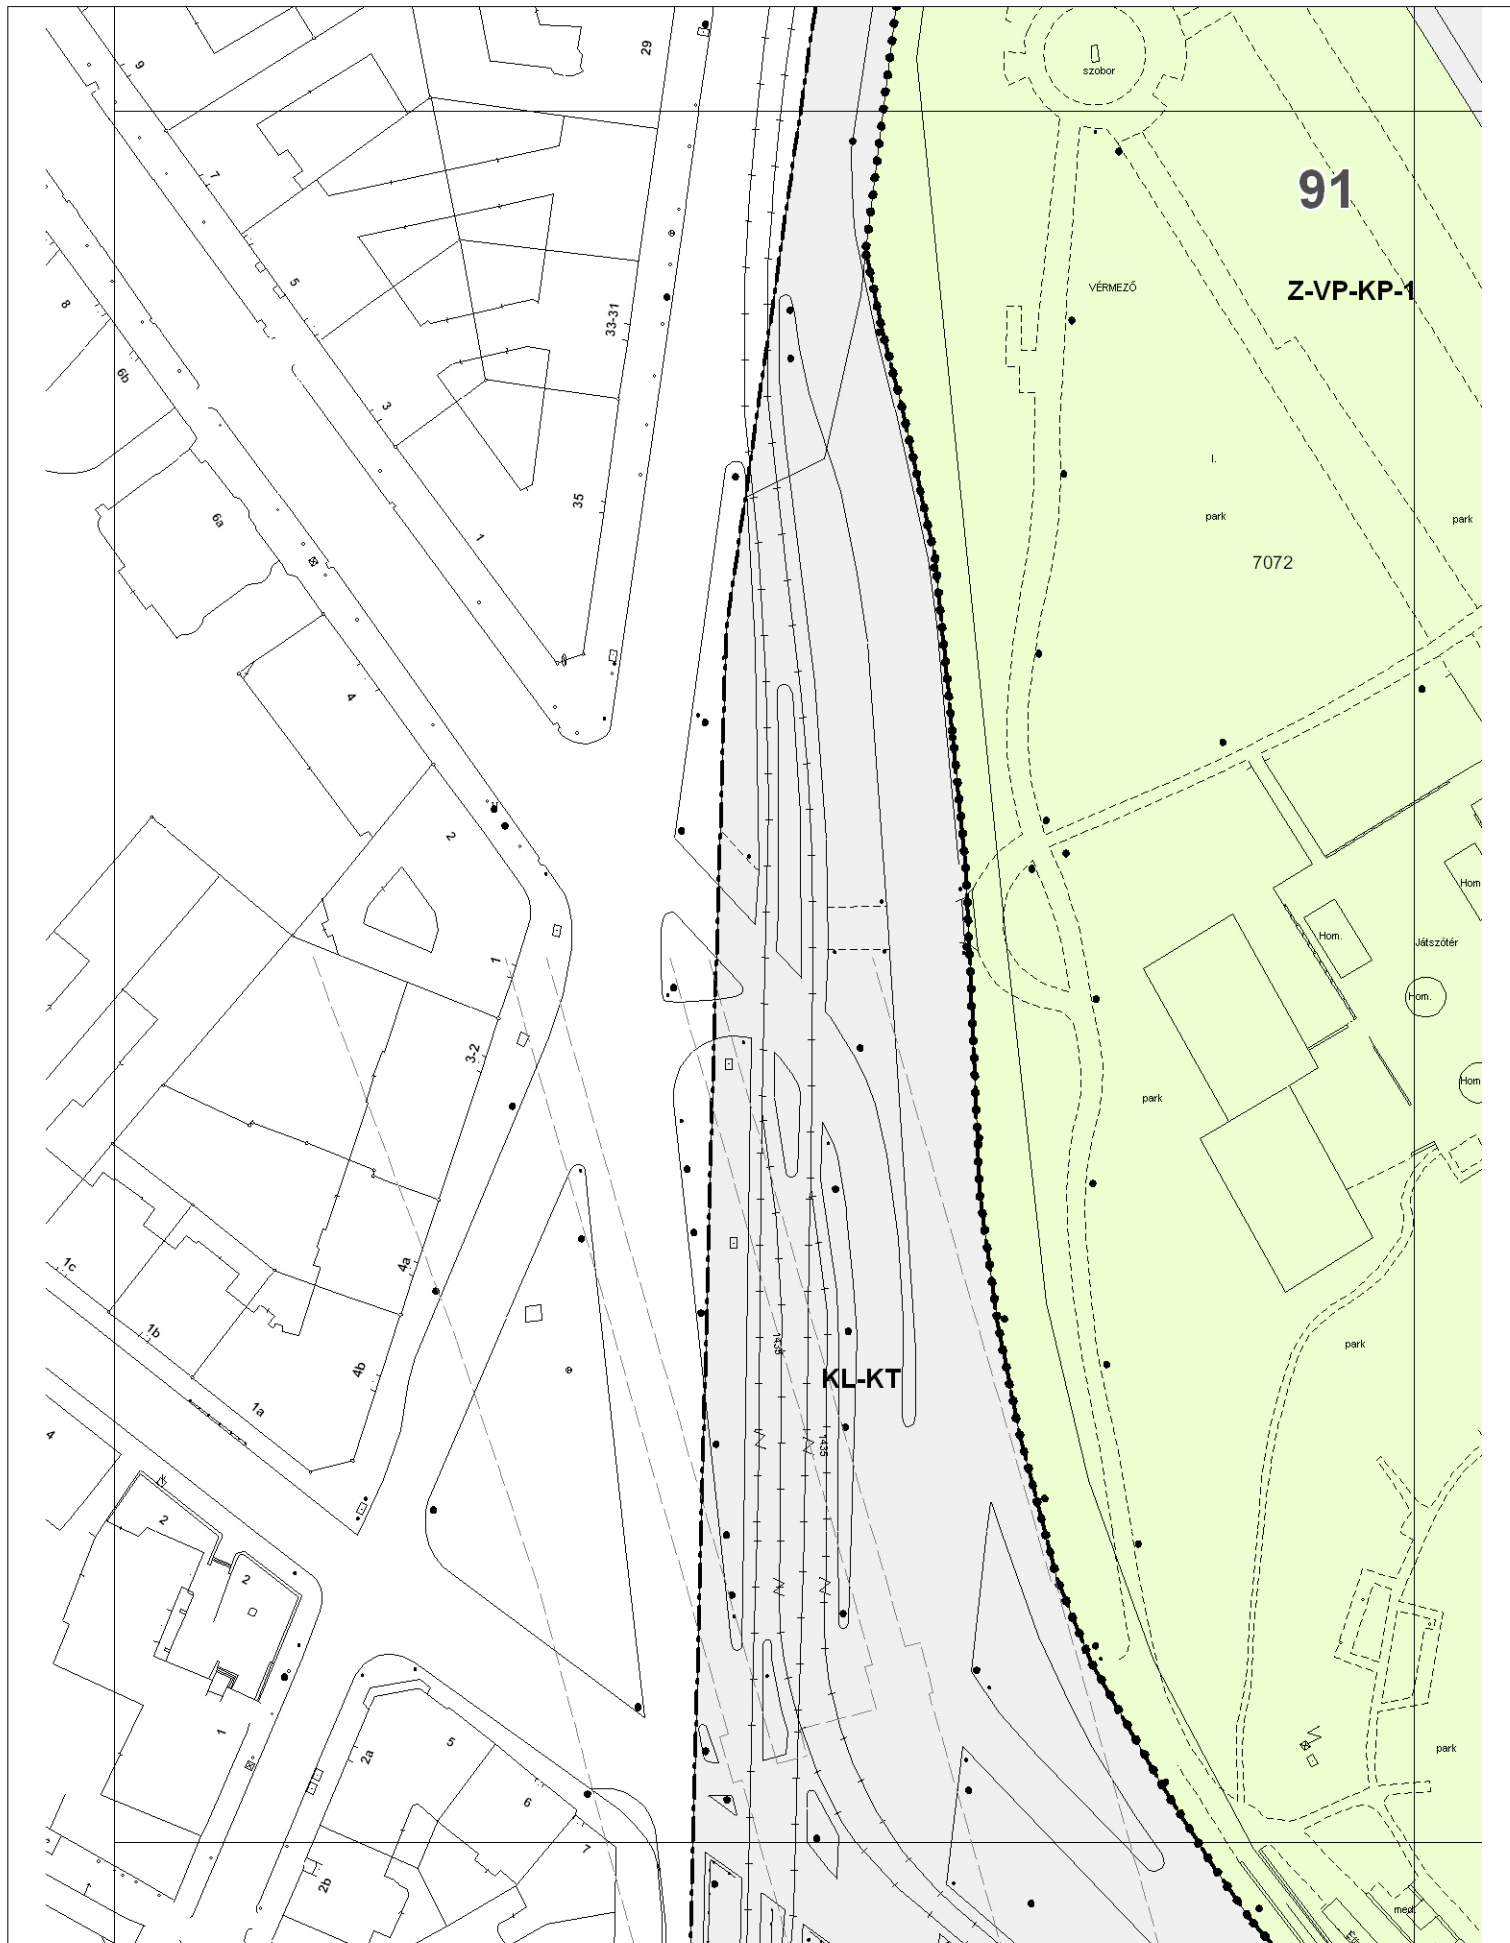 29
szobor
9
91
7
VÉRMEZŐ
Z-VP-KP-1
5
8
33-31
6b
3
I.
35
park
park
6a
1
7072
4
2
Hom.
Hom.
Játszótér
1
Hom.
3-2
Hom
park
1c
4a
1b
1435
park
4b
KL-KT
1a
4
1435
2
2
1
5
2a
park
6
7
2b
med.